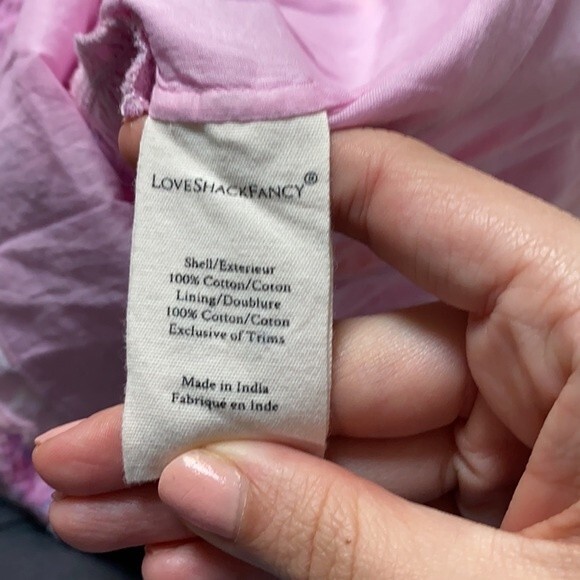 LoveShackFancy®
Shell/Exterieur
100% Cotton/Coton
Lining/Doublure
100% Cotton/Coton
Exclusive of Trims
Made in India
Fabriqué en Inde